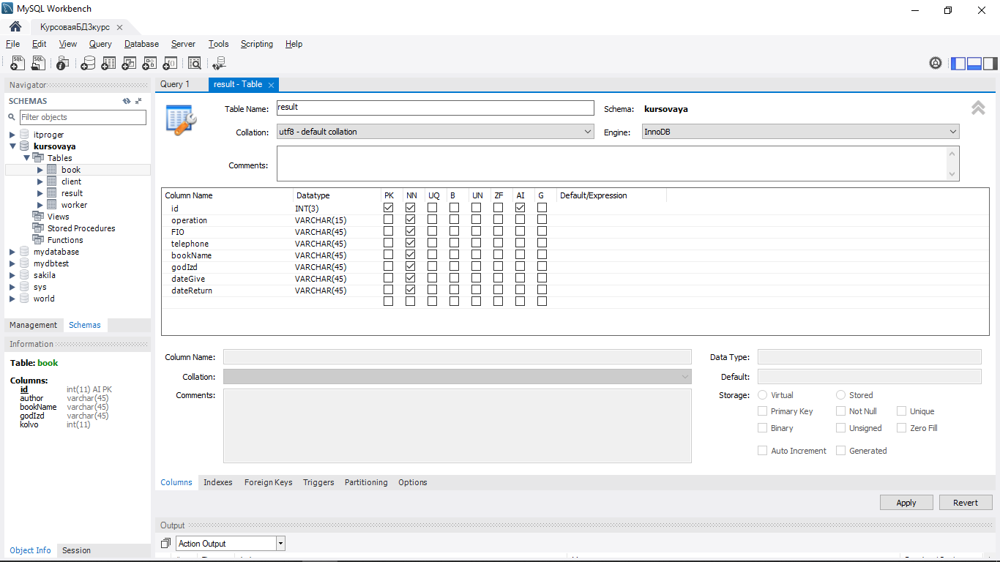 MySQL Workbench
КурсоваяБД3курс
File Edit View Query Database Server Tools Scripting Help
Navigator
SCHEMAS
Filter objects
itproger
kursovaya
Tables
book
client
result
worker
Views
Stored Procedures
Functions
mydatabase
mydbtest
sakila
sys
world
Management Schemas
Information
Table: book
Columns:
id int(11) AI PK
author varchar(45)
bookName varchar(45)
godIzd varchar(45)
kolvo int(11)
Object Info Session
Query 1 result - Table
Table Name: result Schema: kursovaya
Collation: utf8 - default collation Engine: InnoDB
Comments:
Column Name Datatype PK NN UQ B UN ZF AI G Default/Expression
id INT(3)
operation VARCHAR(15)
FIO VARCHAR(45)
telephone VARCHAR(45)
bookName VARCHAR(45)
godIzd VARCHAR(45)
dateGive VARCHAR(45)
dateReturn VARCHAR(45)
Column Name: Data Type:
Collation: Default:
Comments: Storage: Virtual Stored
Primary Key Not Null Unique
Binary Unsigned Zero Fill
Auto Increment Generated
Columns Indexes Foreign Keys Triggers Partitioning Options
Apply Revert
Output
Action Output